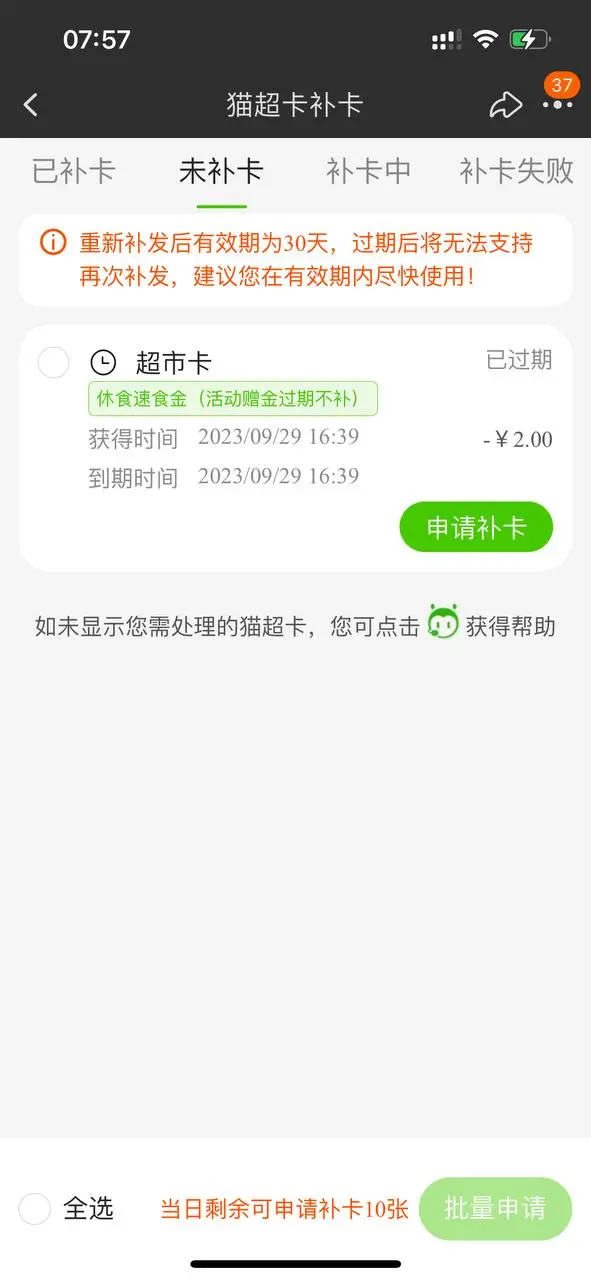 07:57
37
猫超卡补卡
已补卡 未补卡 补卡中 补卡失败
重新补发后有效期为30天，过期后将无法支持
再次补发，建议您在有效期内尽快使用！
超市卡 已过期
休食速食金（活动赠金过期不补）
获得时间 2023/09/29 16:39 -￥2.00
到期时间 2023/09/29 16:39
申请补卡
如未显示您需处理的猫超卡，您可点击 获得帮助
全选 当日剩余可申请补卡10张 批量申请